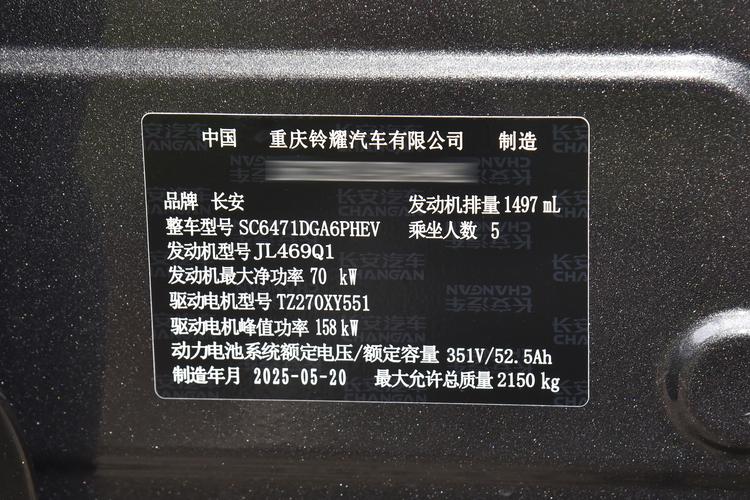 中国 重庆铃耀汽车有限公司 制造
品牌 长安 发动机排量 1497 mL
整车型号 SC6471DGA6PHEV 乘坐人数 5
发动机型号 JL469Q1
发动机最大净功率 70 kW
驱动电机型号 TZ270XY551
驱动电机峰值功率 158 kW
动力电池系统额定电压/额定容量 351V/52.5Ah
制造年月 2025-05-20 最大允许总质量 2150 kg
长安汽车
CHANGAN